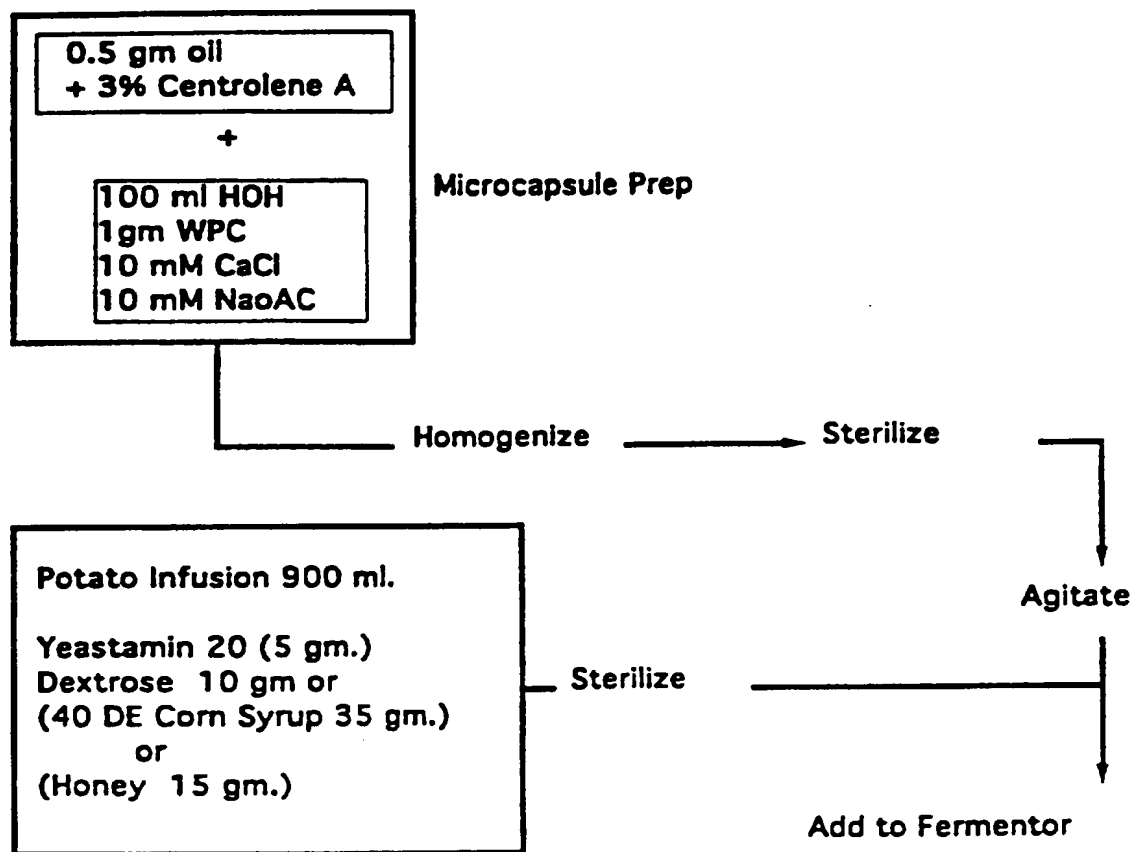 0.5 gm oil
+ 3% Centrolene A
+
100 ml HOH
1gm WPC
10 mM CaCl
10 mM NaoAC
Microcapsule Prep
Homogenize
Sterilize
Agitate
Potato Infusion 900 ml.
Yeastamin 20 (5 gm.)
Dextrose 10 gm or
(40 DE Corn Syrup 35 gm.)
or
(Honey 15 gm.)
Sterilize
Add to Fermentor